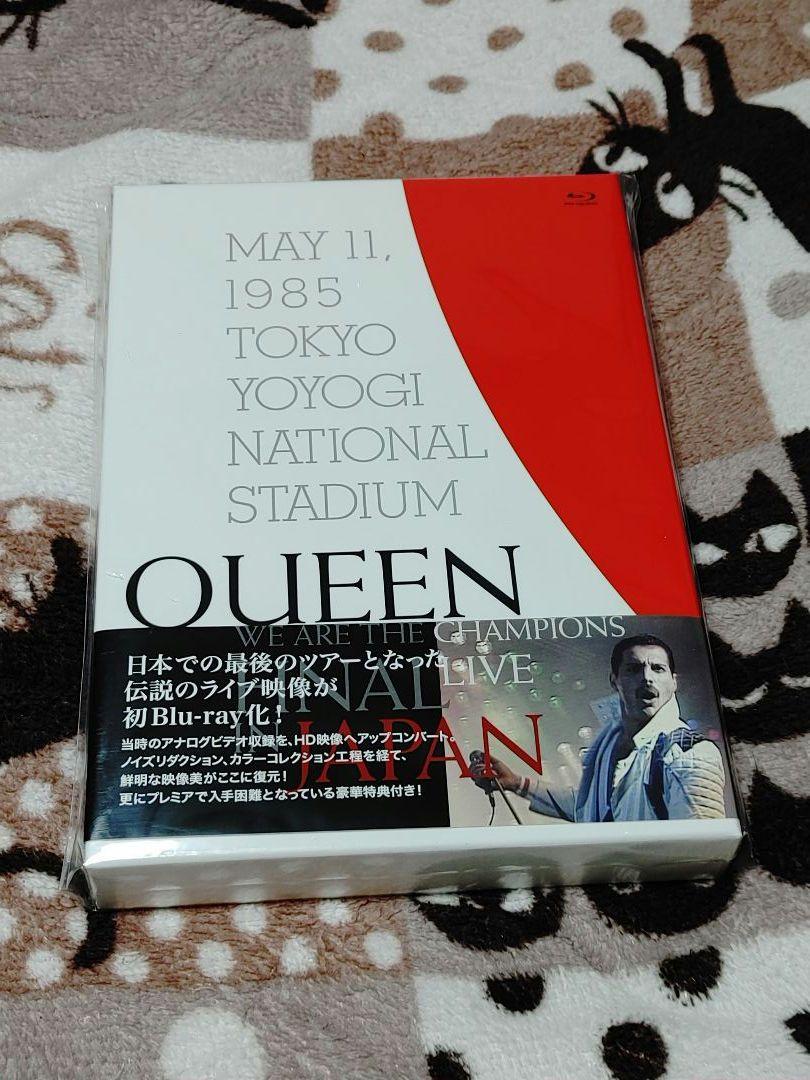 MAY 11,
1985
TOKYO
YOYOGI
NATIONAL
STADIUM
QUEEN
WE ARE THE CHAMPIONS
FINAL LIVE
JAPAN
日本での最後のツアーとなった
伝説のライブ映像が
初Blu-ray化!
当時のアナログビデオ収録を、HD映像へアップコンバート。
ノイズリダクション、カラーコレクション工程を経て、
鮮明な映像美がここに復元!
更にプレミアで入手困難となっている豪華特典付き!